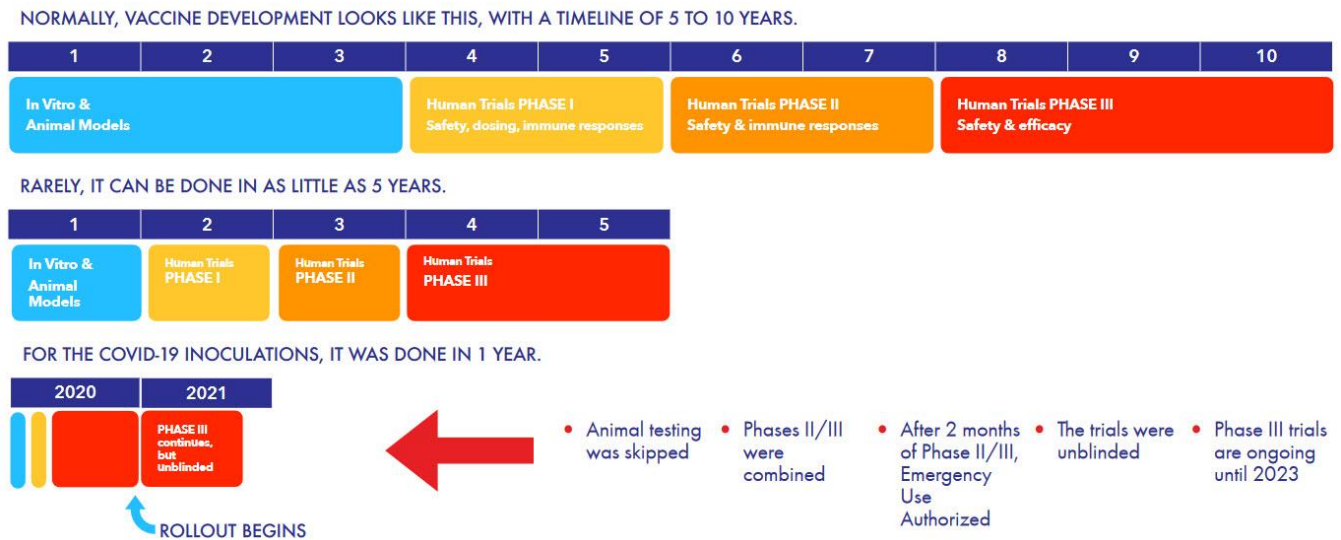 NORMALLY, VACCINE DEVELOPMENT LOOKS LIKE THIS, WITH A TIMELINE OF 5 TO 10 YEARS.
1 2 3 4 5 6 7 8 9 10
In Vitro &
Animal Models
Human Trials PHASE I
Safety, dosing, immune responses
Human Trials PHASE II
Safety & immune responses
Human Trials PHASE III
Safety & efficacy
RARELY, IT CAN BE DONE IN AS LITTLE AS 5 YEARS.
1 2 3 4 5
In Vitro &
Animal
Models
Human Trials
PHASE I
Human Trials
PHASE II
Human Trials
PHASE III
FOR THE COVID-19 INOCULATIONS, IT WAS DONE IN 1 YEAR.
2020 2021
PHASE III
continues,
but
unblinded
ROLLOUT BEGINS
• Animal testing
was skipped
• Phases II/III
were
combined
• After 2 months
of Phase II/III,
Emergency
Use
Authorized
• The trials were
unblinded
• Phase III trials
are ongoing
until 2023